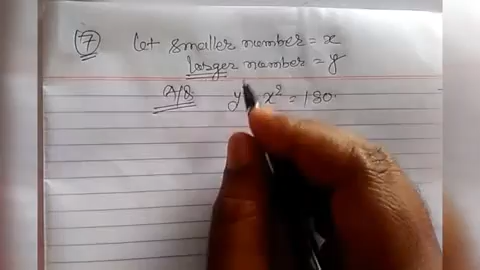 7 let smaller number = x
larger number = y
A/s y x² = 180